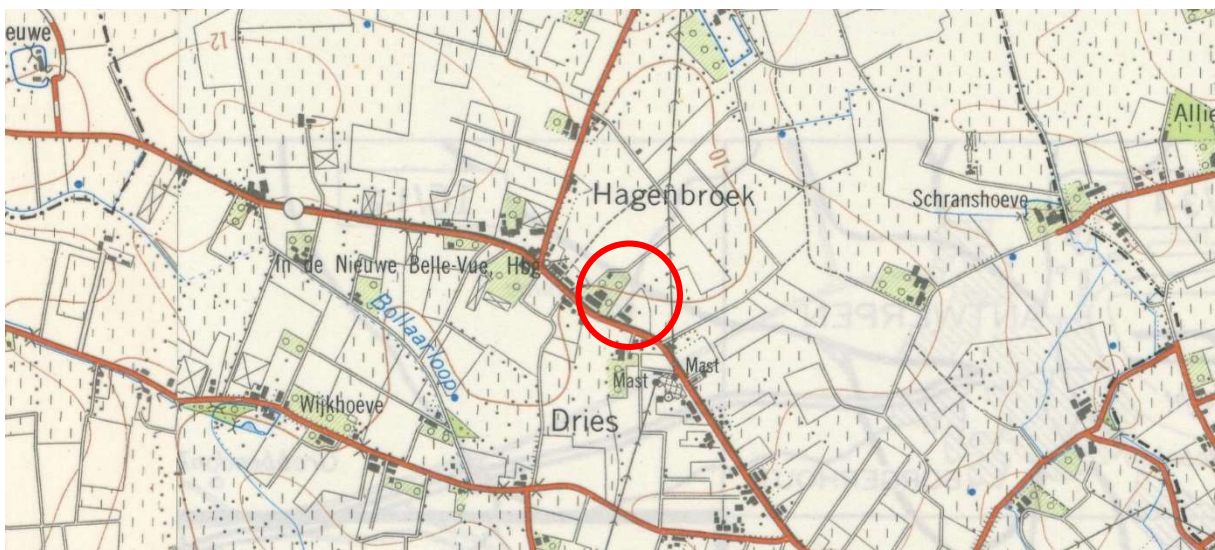 euwe
12
Allie
Hagenbroek
10
Schranshoeve
In de Nieuwe Belle-Vue, Hbg
Bollaarloop
Mast
Mast
Wijkhoeve
Dries